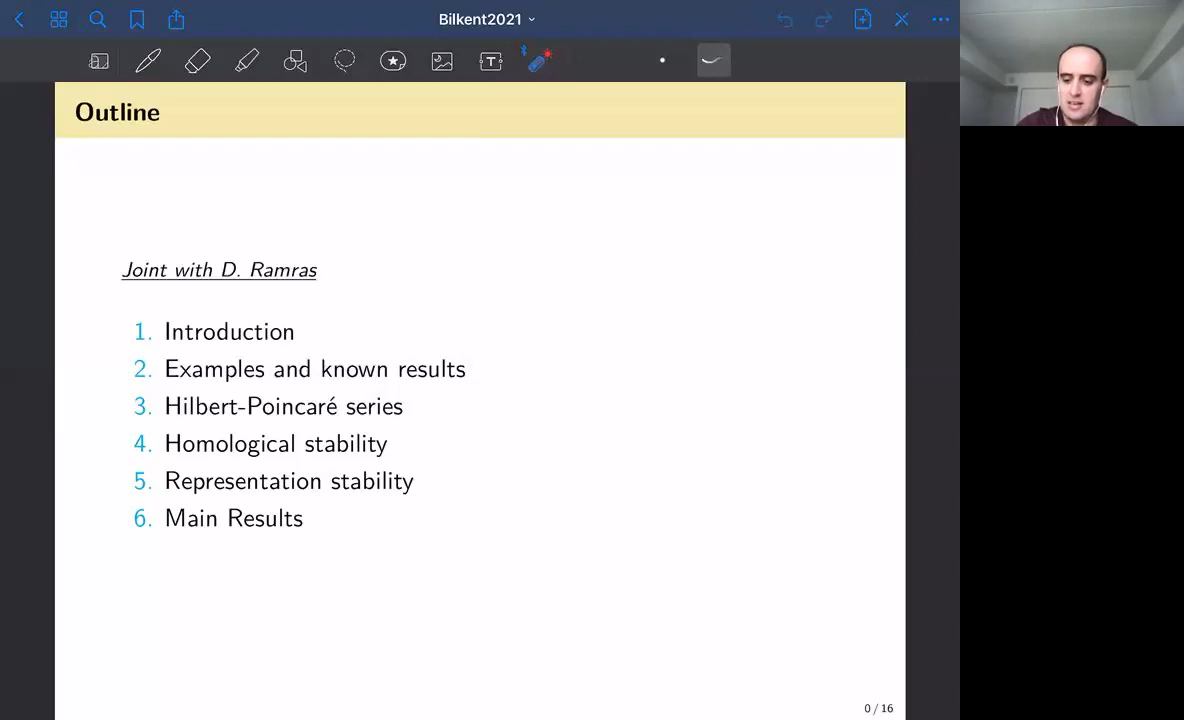 Bilkent2021
Outline
Joint with D. Ramras
1. Introduction
2. Examples and known results
3. Hilbert-Poincaré series
4. Homological stability
5. Representation stability
6. Main Results
0 / 16